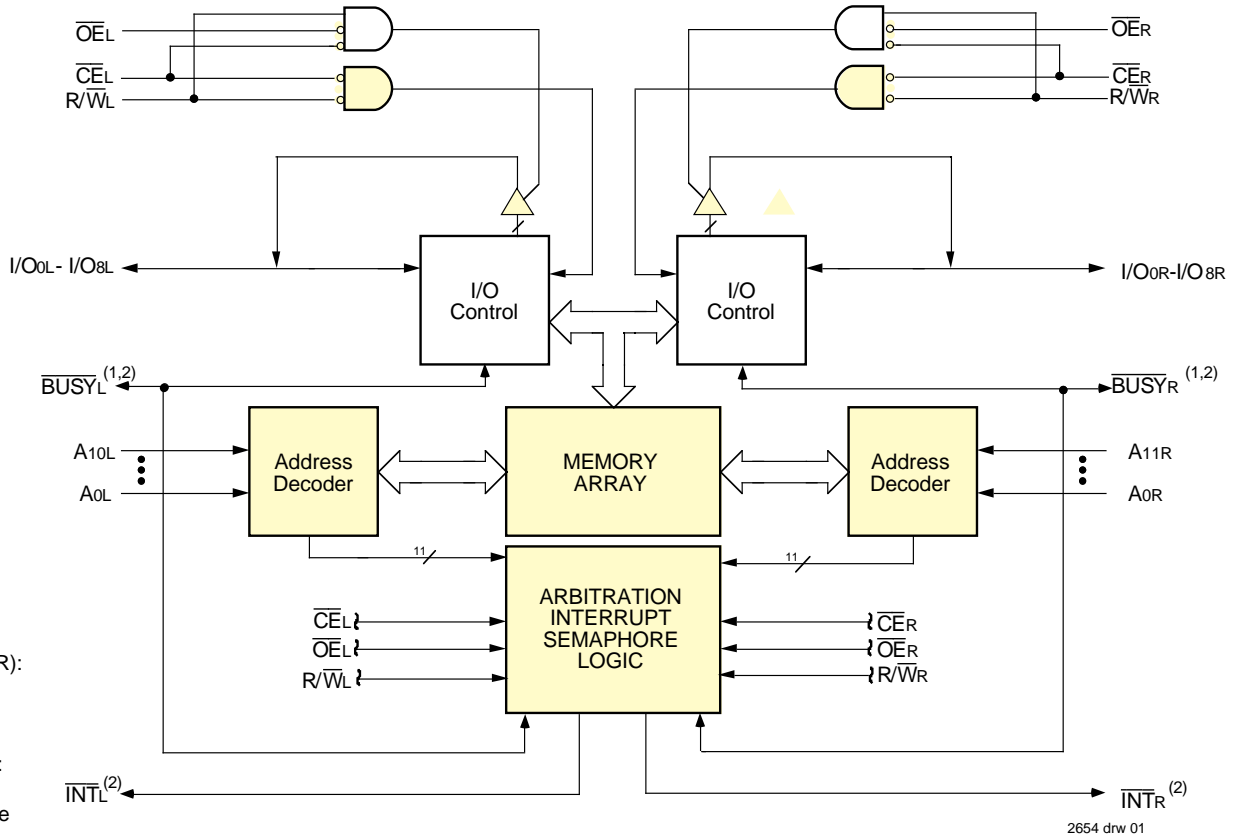 OEL
OER
CEL
CER
R/WL
R/WR
I/O0L- I/O8L
I/O Control
I/O Control
I/O0R-I/O8R
BUSYL (1,2)
BUSYR (1,2)
A10L
A0L
Address Decoder
MEMORY ARRAY
Address Decoder
A11R
A0R
11
11
ARBITRATION
INTERRUPT
SEMAPHORE
LOGIC
CEL
OEL
R/WL
CER
OER
R/WR
R):
:
INTL (2)
INTR (2)
e
2654 drw 01